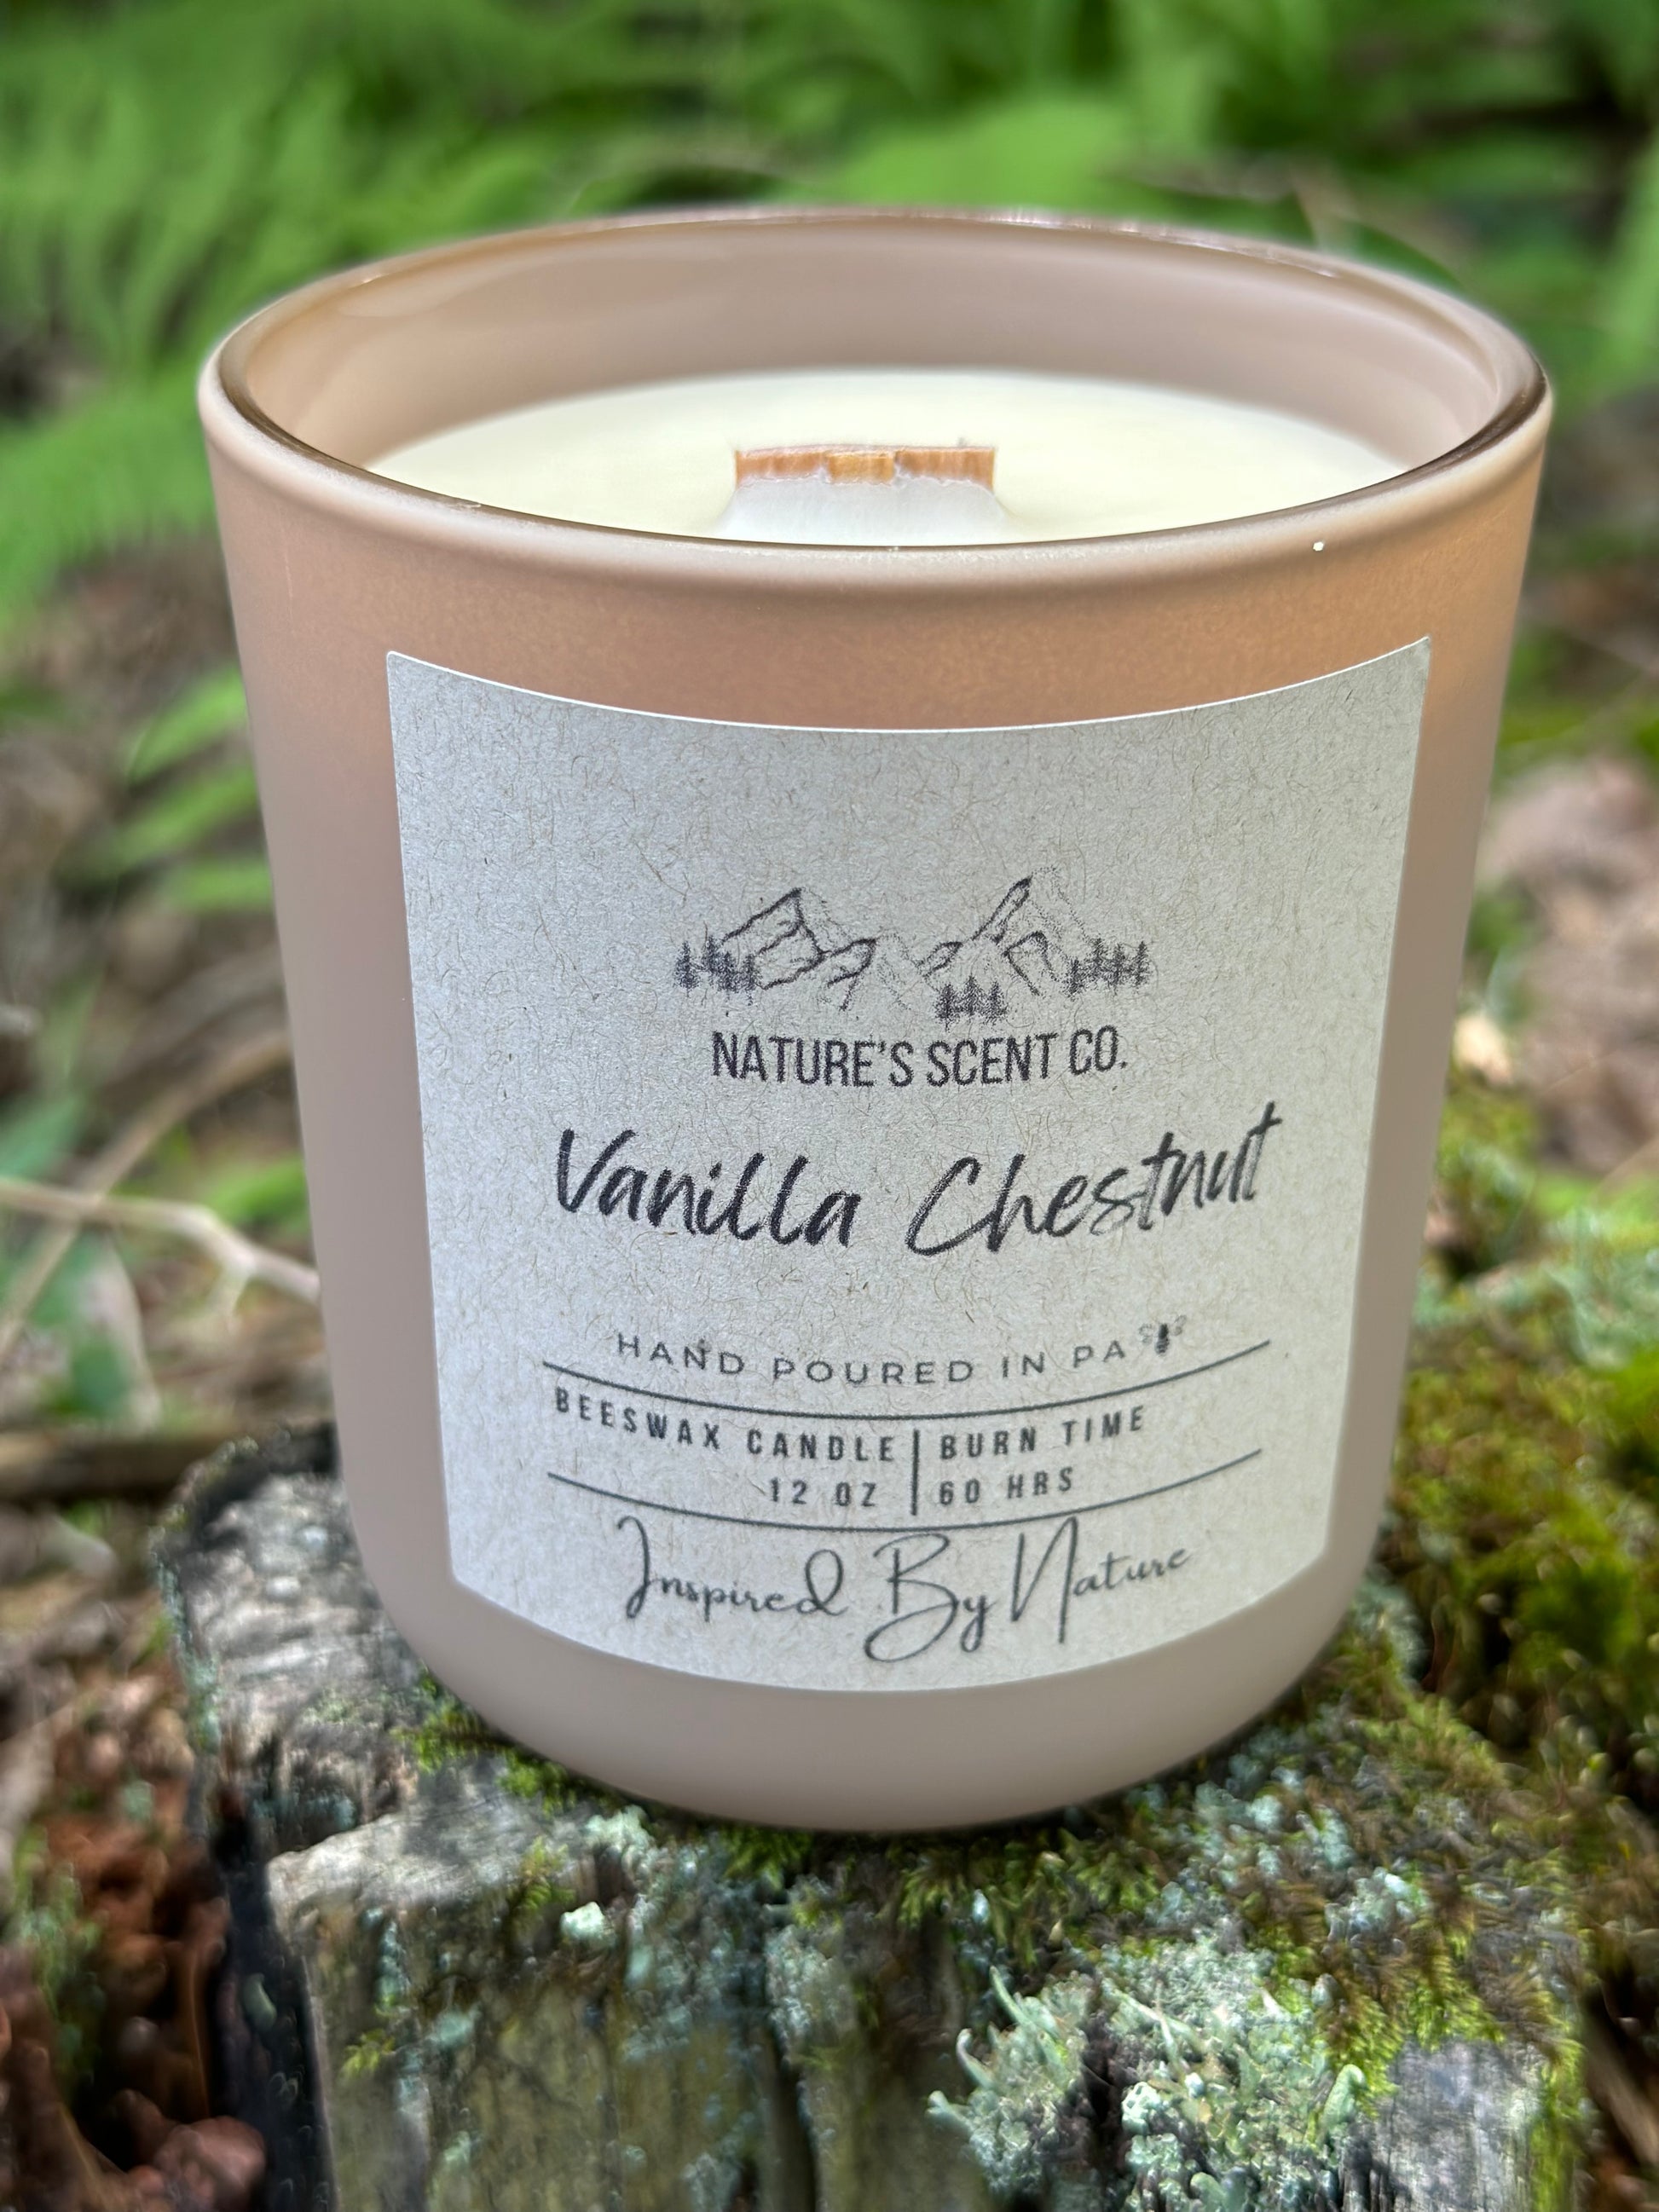 NATURE'S SCENT CO.
Vanilla Chestnut
HAND POURED IN PA
BEESWAX CANDLE | BURN TIME
12 OZ | 60 HRS
Inspired By Nature